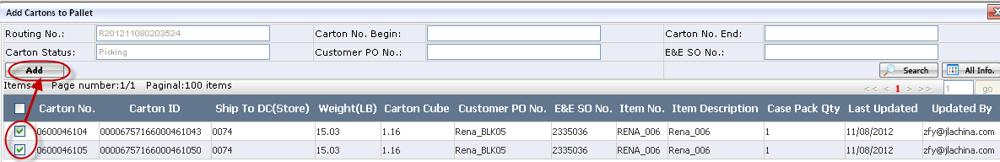 Add Cartons to Pallet
Routing No.: R201211080203524 Carton No. Begin: Carton No. End:
Carton Status: Picking Customer PO No.: E&E SO No.:
Add Search All Info.
Items: Page number:1/1 Paginal:100 items << < 1 > >> 1 go
Carton No. Carton ID Ship To DC(Store) Weight(LB) Carton Cube Customer PO No. E&E SO No. Item No. Item Description Case Pack Qty Last Updated Updated By
0600046104 00006757166000461043 0074 15.03 1.16 Rena_BLK05 2335036 RENA_006 Rena_006 1 11/08/2012 zfy@jlachina.com
0600046105 00006757166000461050 0074 15.03 1.16 Rena_BLK05 2335036 RENA_006 Rena_006 1 11/08/2012 zfy@jlachina.com